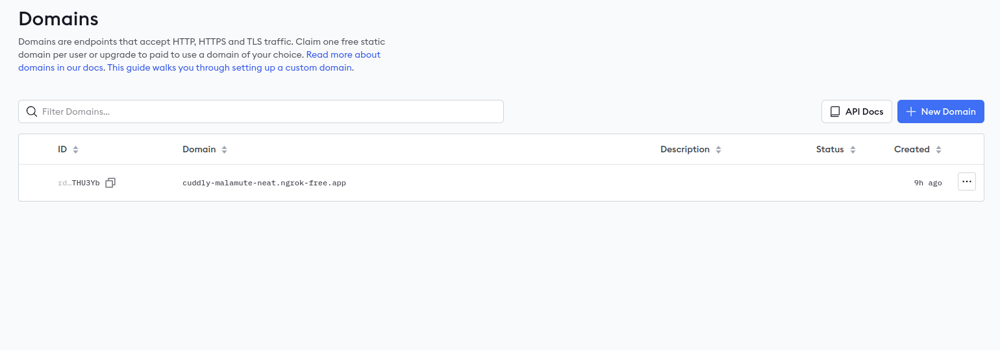 Domains
Domains are endpoints that accept HTTP, HTTPS and TLS traffic. Claim one free static
domain per user or upgrade to paid to use a domain of your choice. Read more about
domains in our docs. This guide walks you through setting up a custom domain.
Filter Domains...
API Docs
New Domain
ID Domain Description Status Created
rd…THU3Yb cuddly-malamute-neat.ngrok-free.app 9h ago